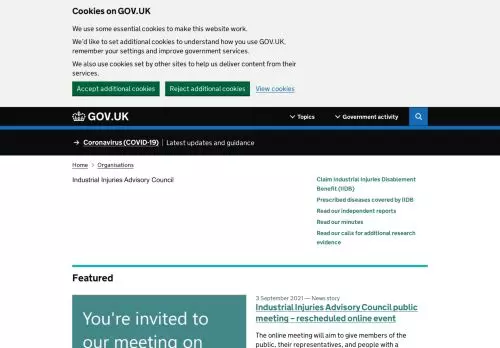 Cookies on GOV.UK
We use some essential cookies to make this website work.
We'd like to set additional cookies to understand how you use GOV.UK,
remember your settings and improve government services.
We also use cookies set by other sites to help us deliver content from their
services.
Accept additional cookies
Reject additional cookies
View cookies
GOV.UK
Topics
Government activity
→ Coronavirus (COVID-19) | Latest updates and guidance
Home > Organisations
Industrial Injuries Advisory Council
Claim Industrial Injuries Disablement
Benefit (IIDB)
Prescribed diseases covered by IIDB
Read our independent reports
Read our minutes
Read our calls for additional research
evidence
Featured
You're invited to
our meeting on
3 September 2021 — News story
Industrial Injuries Advisory Council public
meeting – rescheduled online event
The online meeting will aim to give members of the
public, their representatives, and people with a